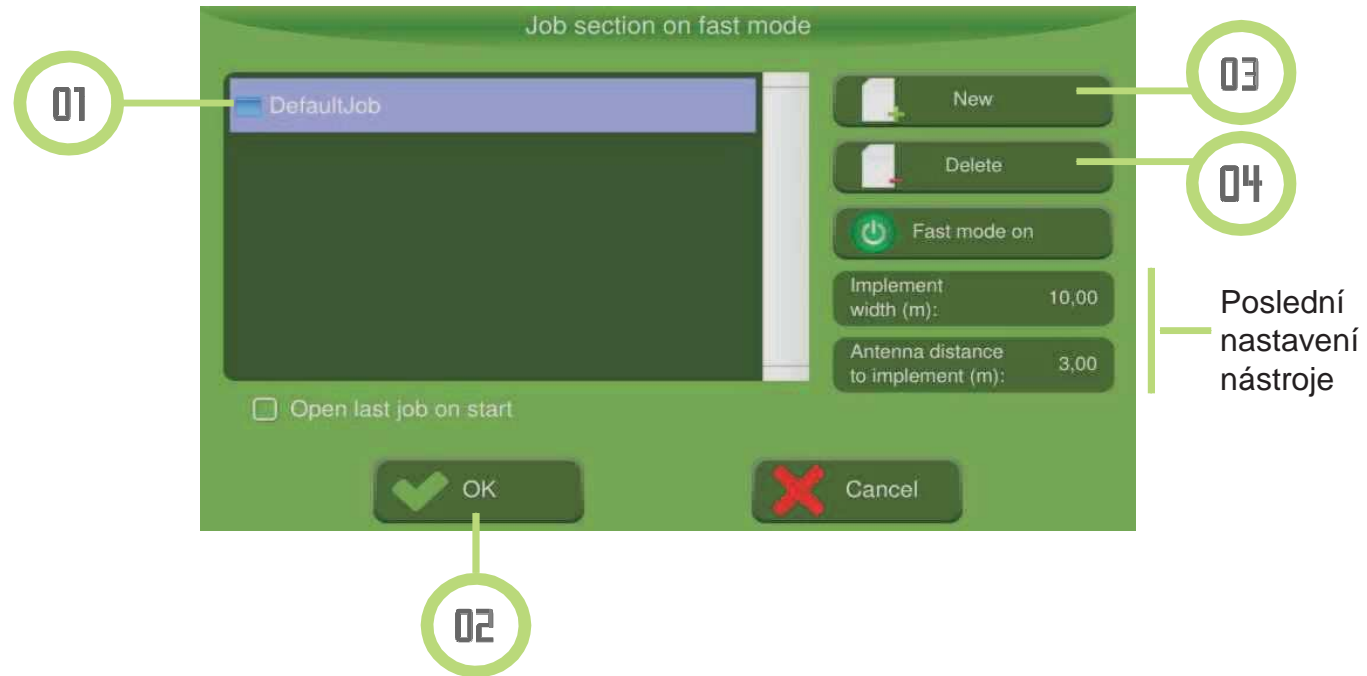 Job section on fast mode
01
DefaultJob
New
03
Delete
04
Fast mode on
Implement
width (m):
10,00
Antenna distance
to implement (m):
3,00
Poslední
nastavení
nástroje
Open last job on start
OK
Cancel
02